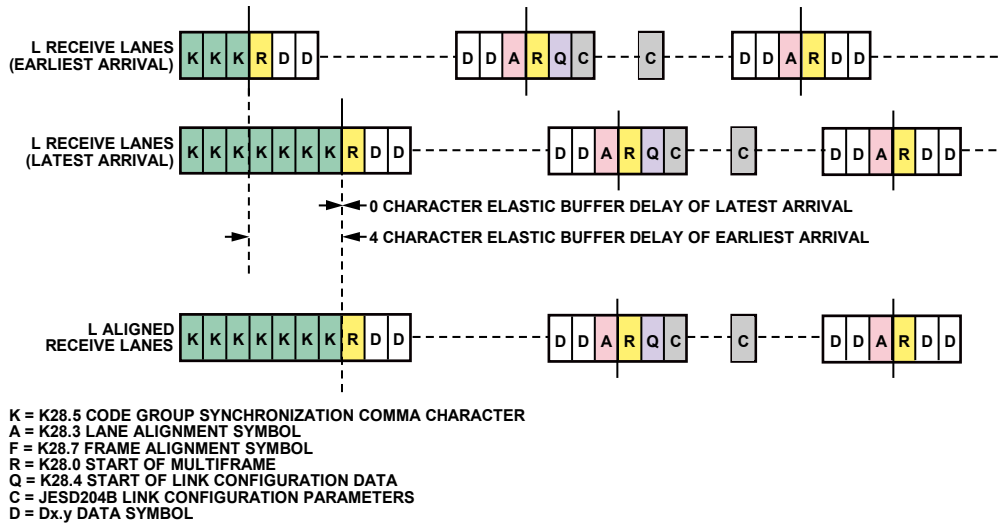 L RECEIVE LANES
(EARLIEST ARRIVAL)
K K K R D D D D A R Q C C D D A R D D
L RECEIVE LANES
(LATEST ARRIVAL)
K K K K K K K R D D D D A R Q C C D D A R D D
0 CHARACTER ELASTIC BUFFER DELAY OF LATEST ARRIVAL
4 CHARACTER ELASTIC BUFFER DELAY OF EARLIEST ARRIVAL
L ALIGNED
RECEIVE LANES
K K K K K K K R D D D D A R Q C C D D A R D D
K = K28.5 CODE GROUP SYNCHRONIZATION COMMA CHARACTER
A = K28.3 LANE ALIGNMENT SYMBOL
F = K28.7 FRAME ALIGNMENT SYMBOL
R = K28.0 START OF MULTIFRAME
Q = K28.4 START OF LINK CONFIGURATION DATA
C = JESD204B LINK CONFIGURATION PARAMETERS
D = Dx.y DATA SYMBOL